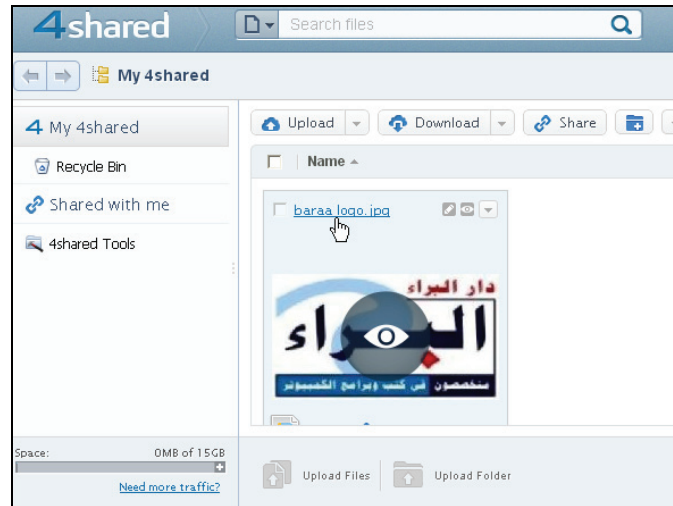 4shared
Search files
My 4shared
4 My 4shared
Recycle Bin
Shared with me
4shared Tools
Upload
Download
Share
Name
baraa logo.jpg
دار البراء
البراء
متخصصون في كتب وبرامج الكمبيوتر
Space: 0MB of 15GB
Need more traffic?
Upload Files
Upload Folder